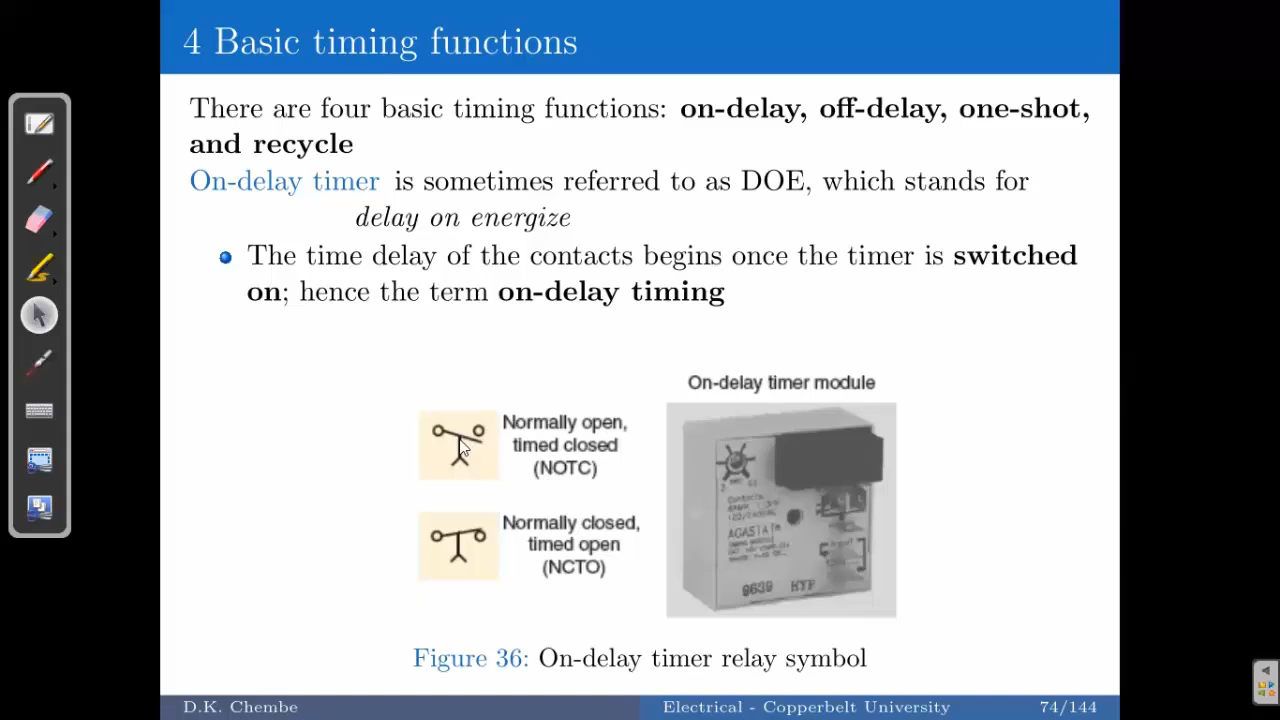 4 Basic timing functions
There are four basic timing functions: on-delay, off-delay, one-shot,
and recycle
On-delay timer is sometimes referred to as DOE, which stands for
delay on energize
The time delay of the contacts begins once the timer is switched
on; hence the term on-delay timing
On-delay timer module
Normally open,
timed closed
(NOTC)
Normally closed,
timed open
(NCTO)
AGASTAT
9639 HYF
Figure 36: On-delay timer relay symbol
D.K. Chembe
Electrical - Copperbelt University
74/144